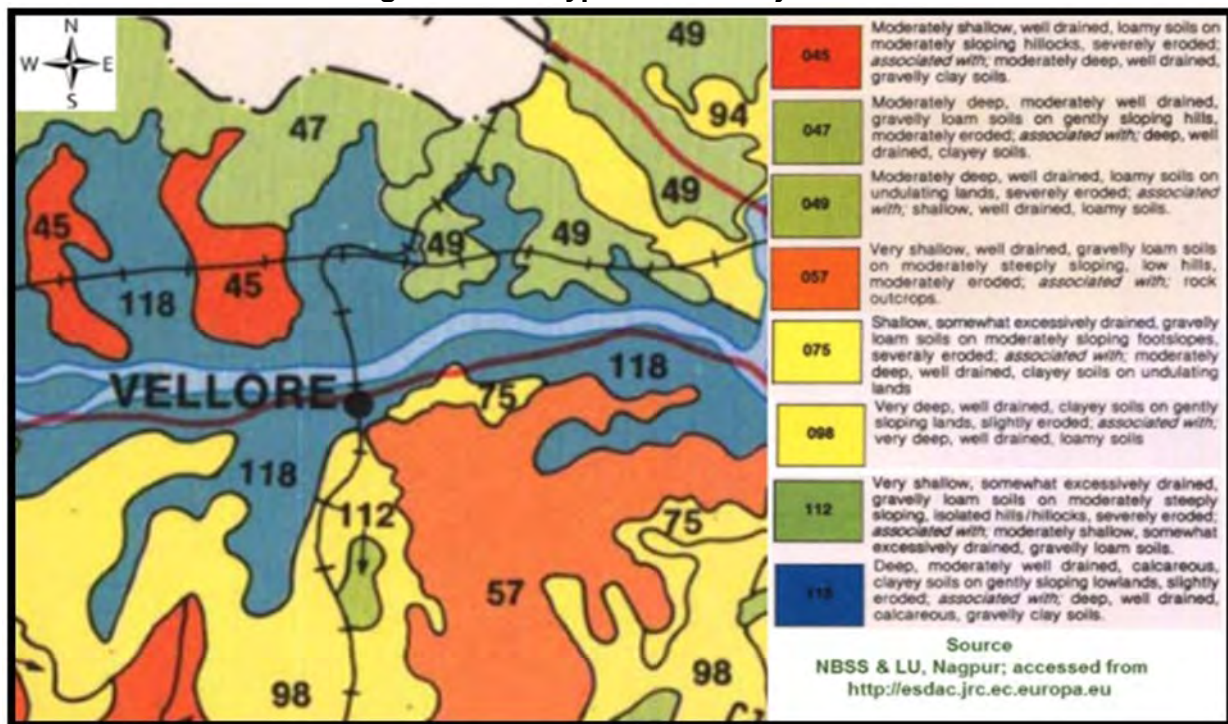 N
W E
S
49
94
47
49
45
49
49
45
118
118
VELLORE
75
118
112
75
57
98
98
045
Moderately shallow, well drained, loamy soils on
moderately sloping hillocks, severely eroded;
associated with; moderately deep, well drained,
gravelly clay soils.
047
Moderately deep, moderately well drained,
gravelly loam soils on gently sloping hills,
moderately eroded; associated with; deep, well
drained, clayey soils.
049
Moderately deep, well drained, loamy soils on
undulating lands, severely eroded; associated
with; shallow, well drained, loamy soils.
057
Very shallow, well drained, gravelly loam soils
on moderately steeply sloping, low hills,
moderately eroded; associated with; rock
outcrops.
075
Shallow, somewhat excessively drained, gravelly
loam soils on moderately sloping footslopes,
severaly eroded; associated with; moderately
deep, well drained, clayey soils on undulating
lands
098
Very deep, well drained, clayey soils on gently
sloping lands, slightly eroded; associated with;
very deep, well drained, loamy soils
112
Very shallow, somewhat excessively drained,
gravelly loam soils on moderately steeply
sloping, isolated hills/hillocks, severely eroded;
associated with; moderately shallow, somewhat
excessively drained, gravelly loam soils.
118
Deep, moderately well drained, calcareous,
clayey soils on gently sloping lowlands, slightly
eroded; associated with; deep, well drained,
calcareous, gravelly clay soils.
Source
NBSS & LU, Nagpur; accessed from
http://esdac.jrc.ec.europa.eu